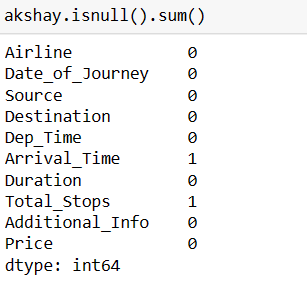 akshay.isnull().sum()
Airline 0
Date_of_Journey 0
Source 0
Destination 0
Dep_Time 0
Arrival_Time 1
Duration 0
Total_Stops 1
Additional_Info 0
Price 0
dtype: int64